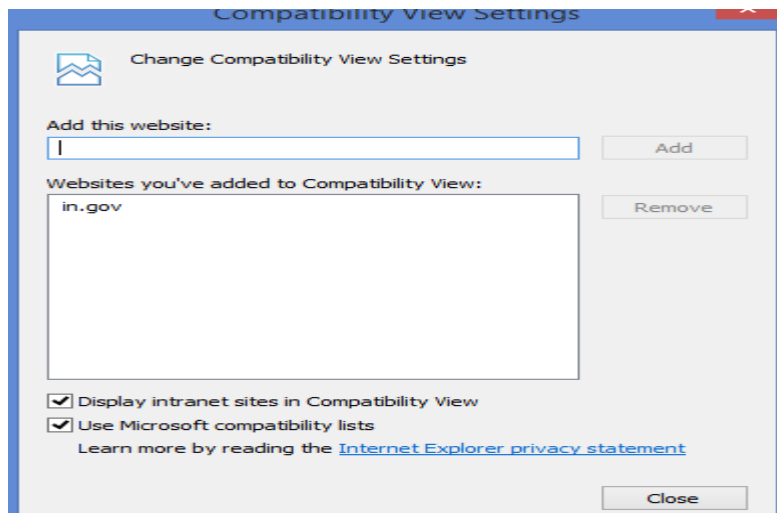 Compatibility View Settings
Change Compatibility View Settings
Add this website:
Add
Websites you've added to Compatibility View:
in.gov
Remove
Display intranet sites in Compatibility View
Use Microsoft compatibility lists
Learn more by reading the Internet Explorer privacy statement
Close